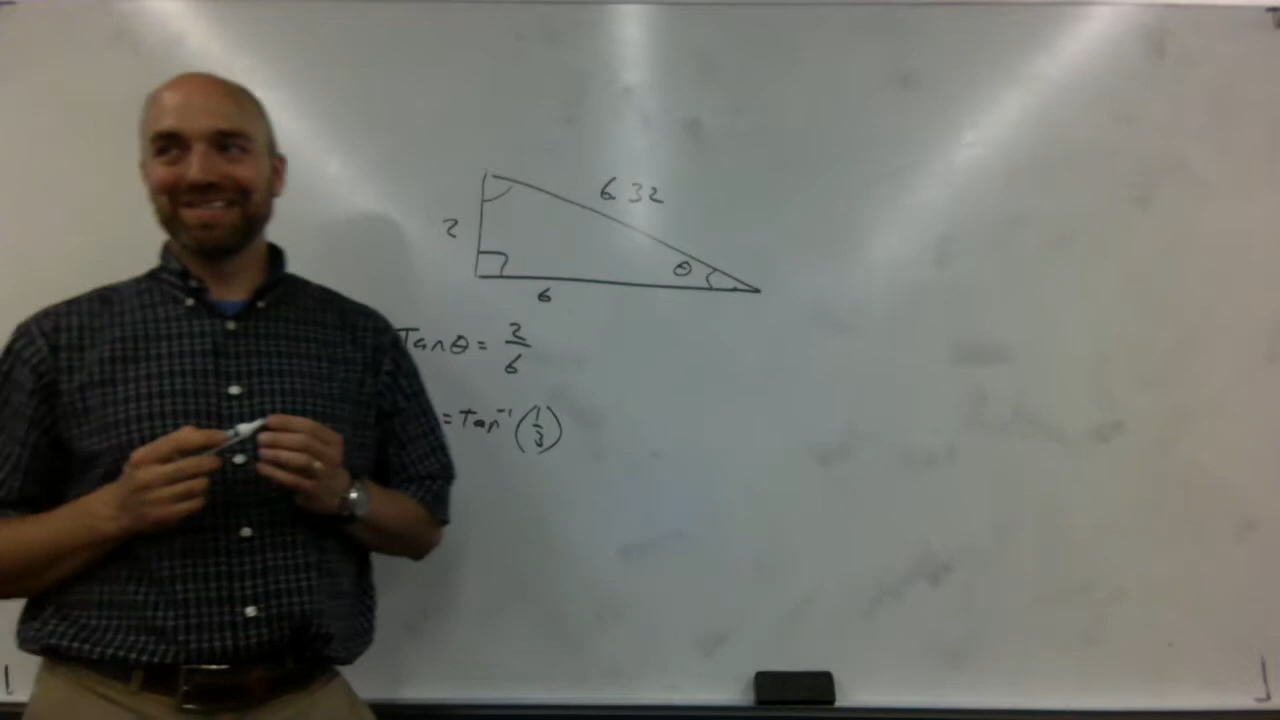 6.32
2
θ
6
Tanθ = 2/6
= Tan⁻¹(1/3)